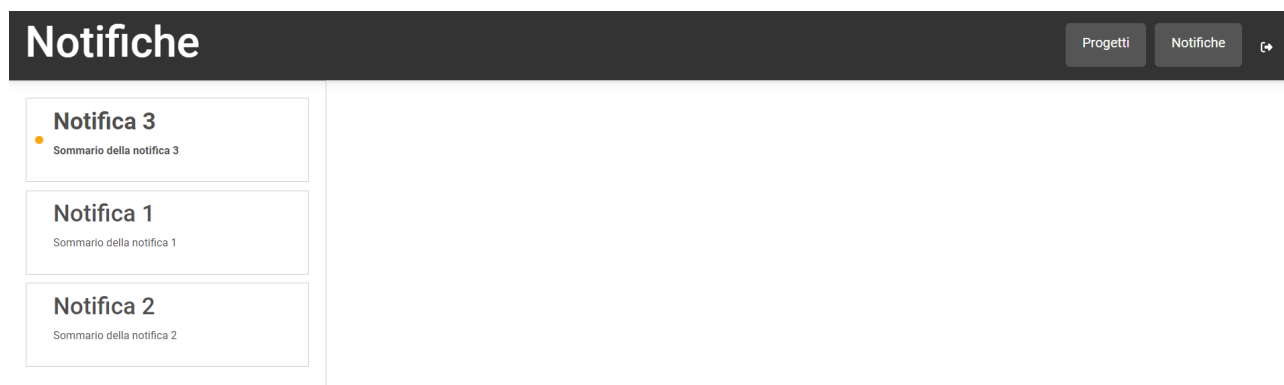 Notifiche
Progetti
Notifiche
Notifica 3
Sommario della notifica 3
Notifica 1
Sommario della notifica 1
Notifica 2
Sommario della notifica 2